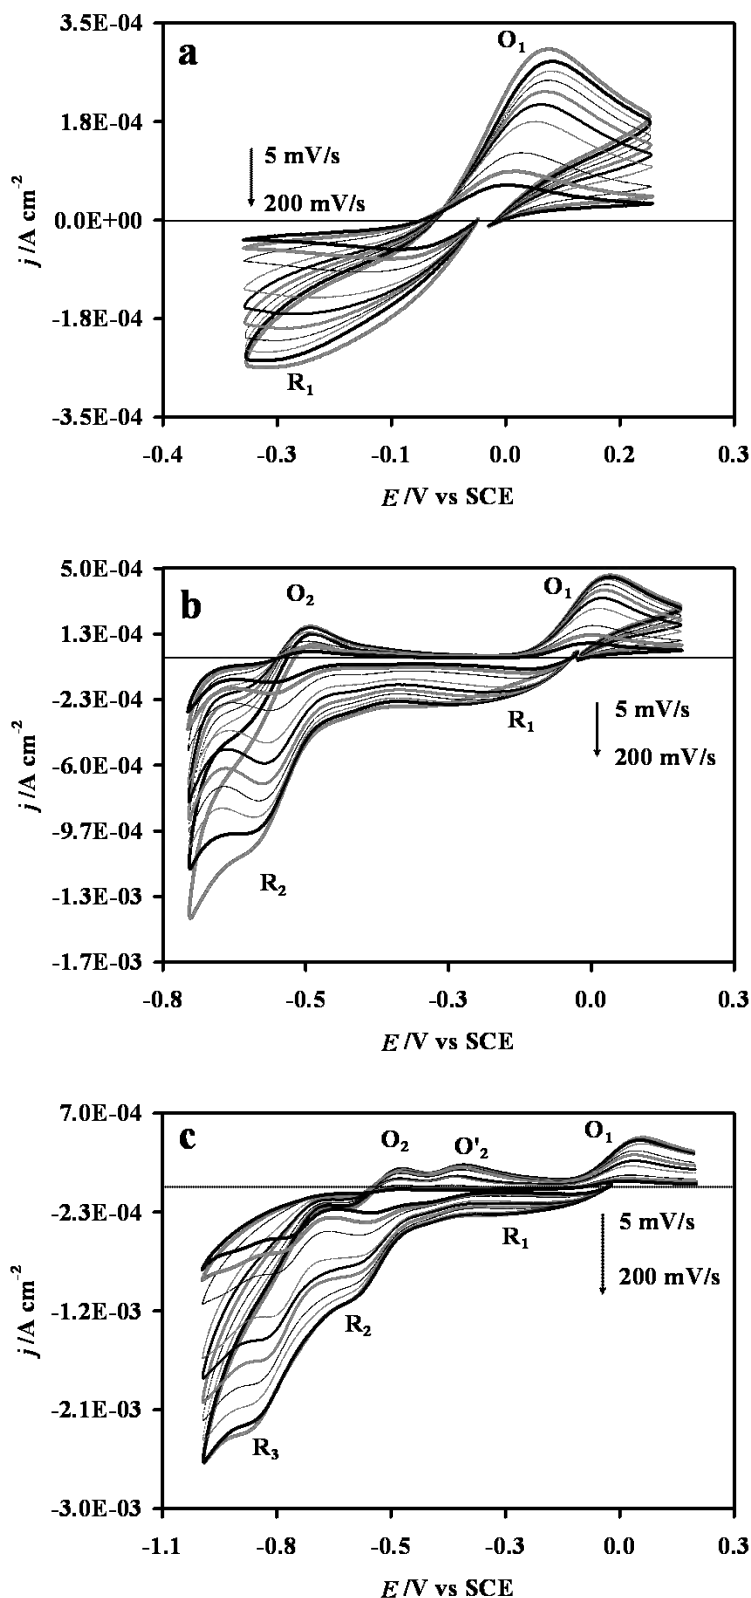 3.5E-04
a
O1
1.8E-04
5 mV/s
200 mV/s
0.0E+00
j/A cm-2
-1.8E-04
R1
-3.5E-04
-0.4 -0.3 -0.1 0.0 0.2 0.3
E/V vs SCE
5.0E-04
b
O2
O1
1.3E-04
-2.3E-04
R1
5 mV/s
-6.0E-04
200 mV/s
j/A cm-2
-9.7E-04
R2
-1.3E-03
-1.7E-03
-0.8 -0.5 -0.3 0.0 0.3
E/V vs SCE
7.0E-04
c
O2
O'2
O1
-2.3E-04
R1
5 mV/s
200 mV/s
j/A cm-2
-1.2E-03
R2
-2.1E-03
R3
-3.0E-03
-1.1 -0.8 -0.5 -0.3 0.0 0.3
E/V vs SCE